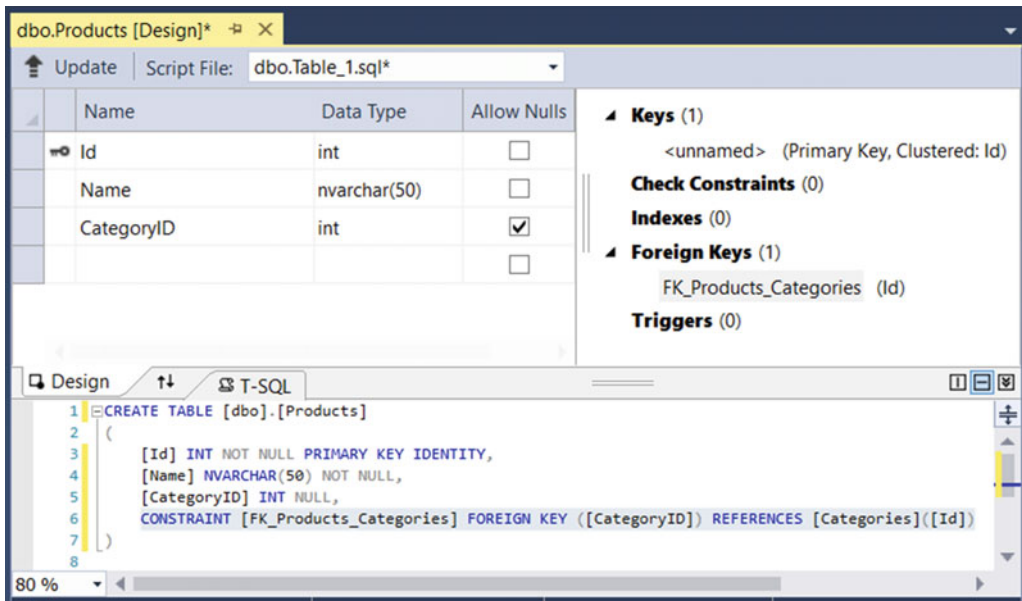 dbo.Products [Design]*
Update Script File: dbo.Table_1.sql*
Name Data Type Allow Nulls
Id int
Name nvarchar(50)
CategoryID int
Keys (1)
<unnamed> (Primary Key, Clustered: Id)
Check Constraints (0)
Indexes (0)
Foreign Keys (1)
FK_Products_Categories (Id)
Triggers (0)
Design T-SQL
1 CREATE TABLE [dbo].[Products]
2 (
3 [Id] INT NOT NULL PRIMARY KEY IDENTITY,
4 [Name] NVARCHAR(50) NOT NULL,
5 [CategoryID] INT NULL,
6 CONSTRAINT [FK_Products_Categories] FOREIGN KEY ([CategoryID]) REFERENCES [Categories]([Id])
7 )
8
80 %